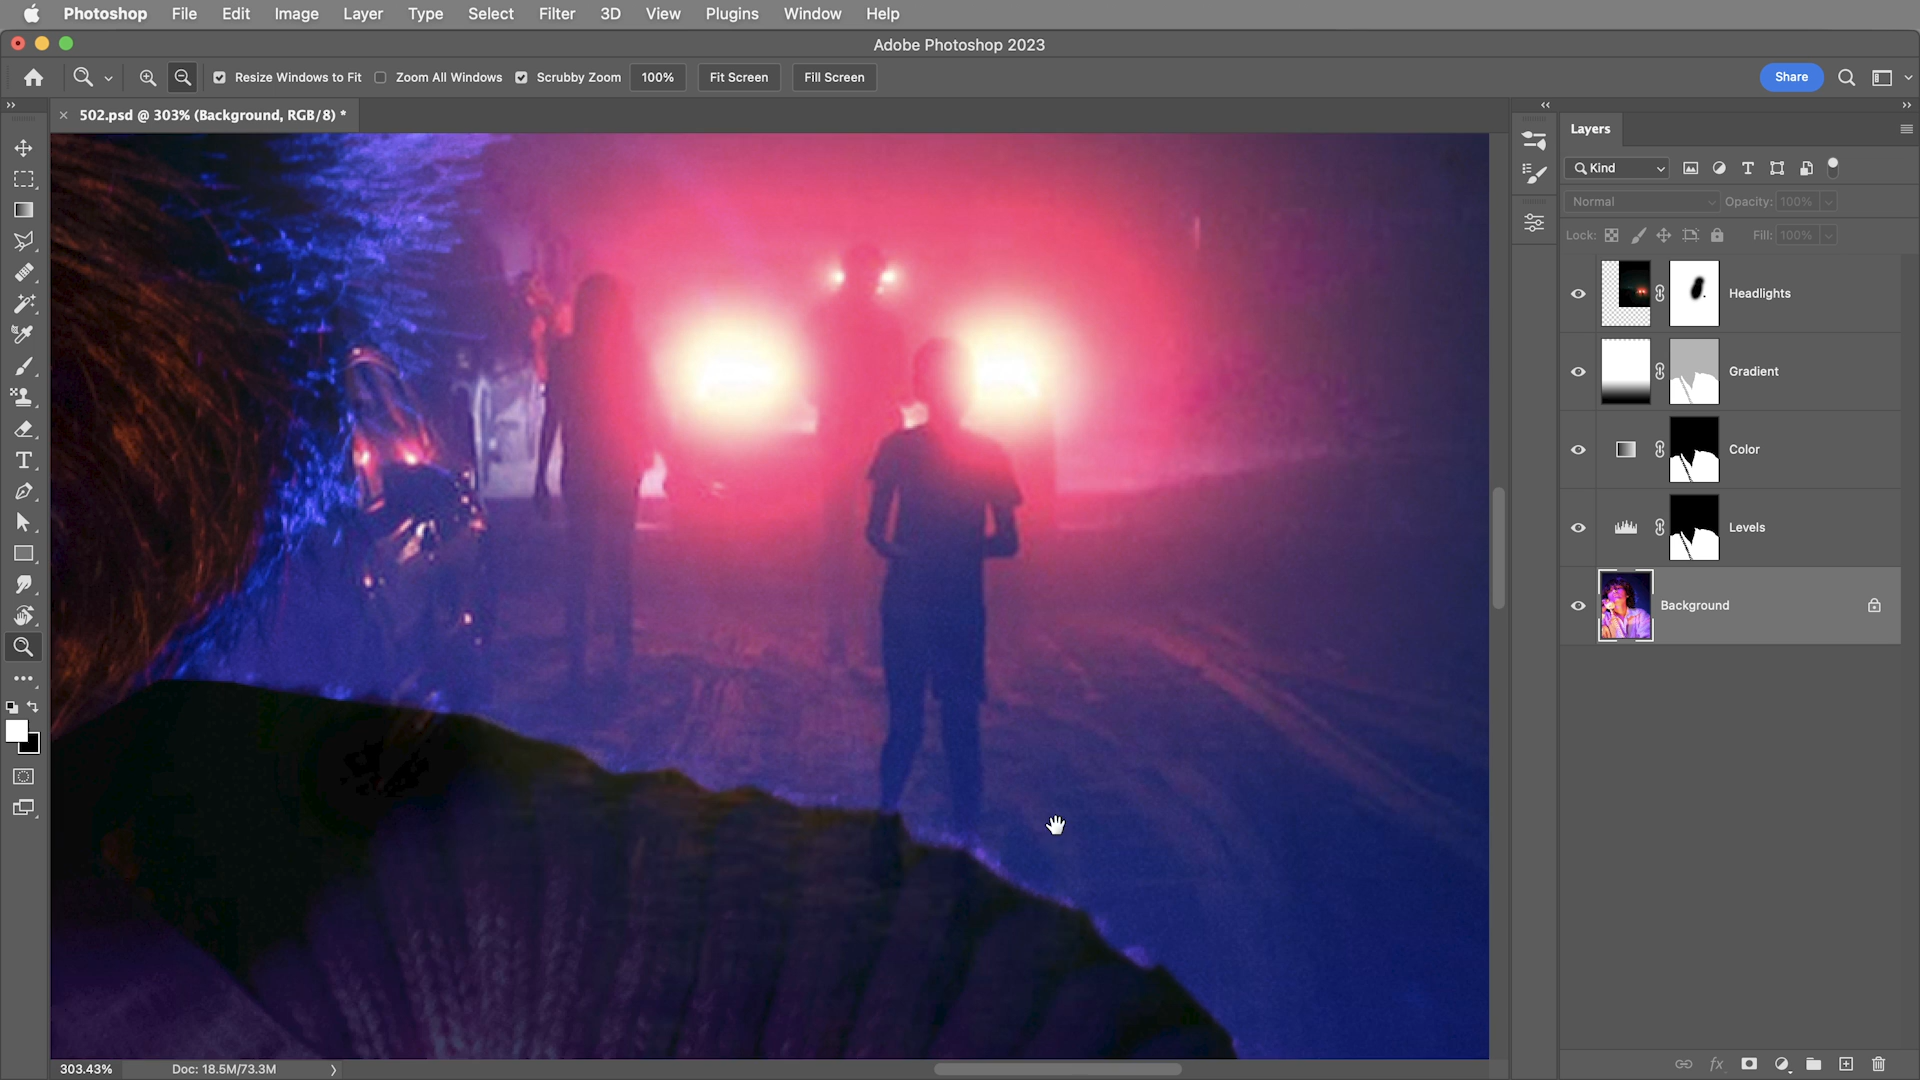 Photoshop File Edit Image Layer Type Select Filter 3D View Plugins Window Help
Adobe Photoshop 2023
Resize Windows to Fit Zoom All Windows Scrubby Zoom 100% Fit Screen Fill Screen Share
502.psd @ 303% (Background, RGB/8) *
Layers
Kind
Normal Opacity: 100%
Lock: Fill: 100%
Headlights
Gradient
Color
Levels
Background
303.43% Doc: 18.5M/73.3M